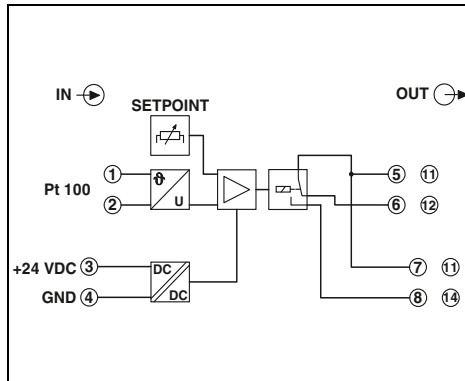 IN
OUT
SETPOINT
Pt 100
1
2
ϑ
U
5
11
6
12
+24 VDC
3
GND
4
DC
DC
7
11
8
14